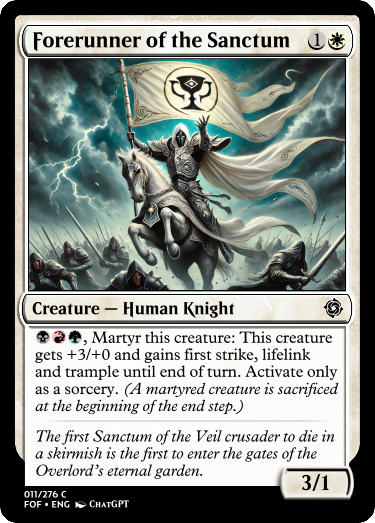 Forerunner of the Sanctum 1
Creature — Human Knight
, Martyr this creature: This creature
gets +3/+0 and gains first strike, lifelink
and trample until end of turn. Activate only
as a sorcery. (A martyred creature is sacrificed
at the beginning of the end step.)
The first Sanctum of the Veil crusader to die in
a skirmish is the first to enter the gates of the
Overlord's eternal garden.
3/1
011/276 C
FOF • ENG ChatGPT